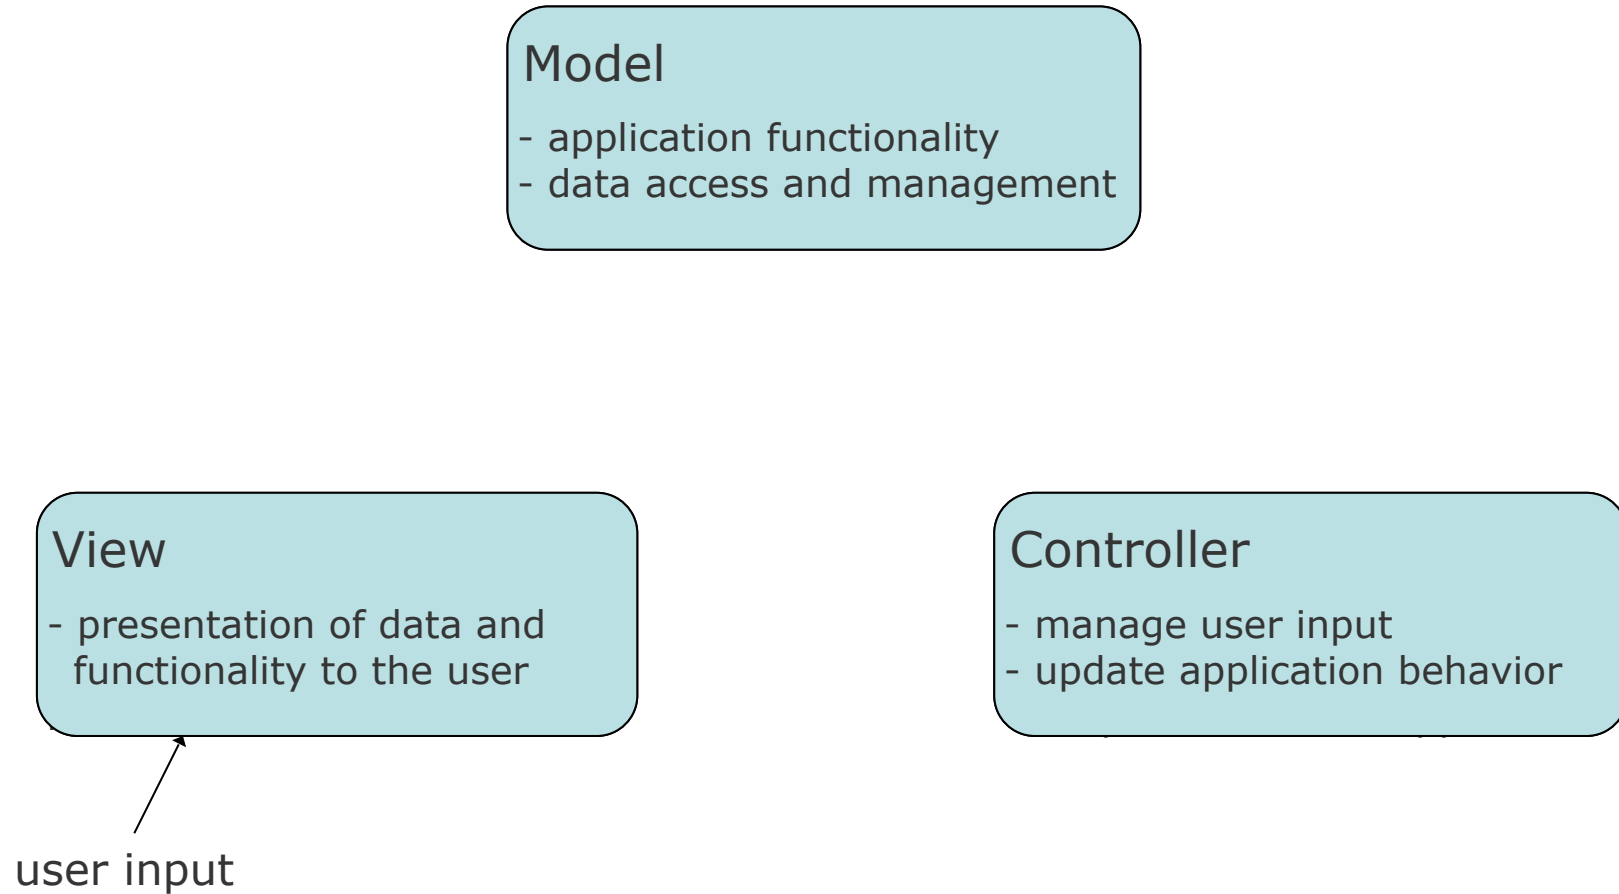 Model
- application functionality
- data access and management
View
- presentation of data and
functionality to the user
Controller
- manage user input
- update application behavior
user input